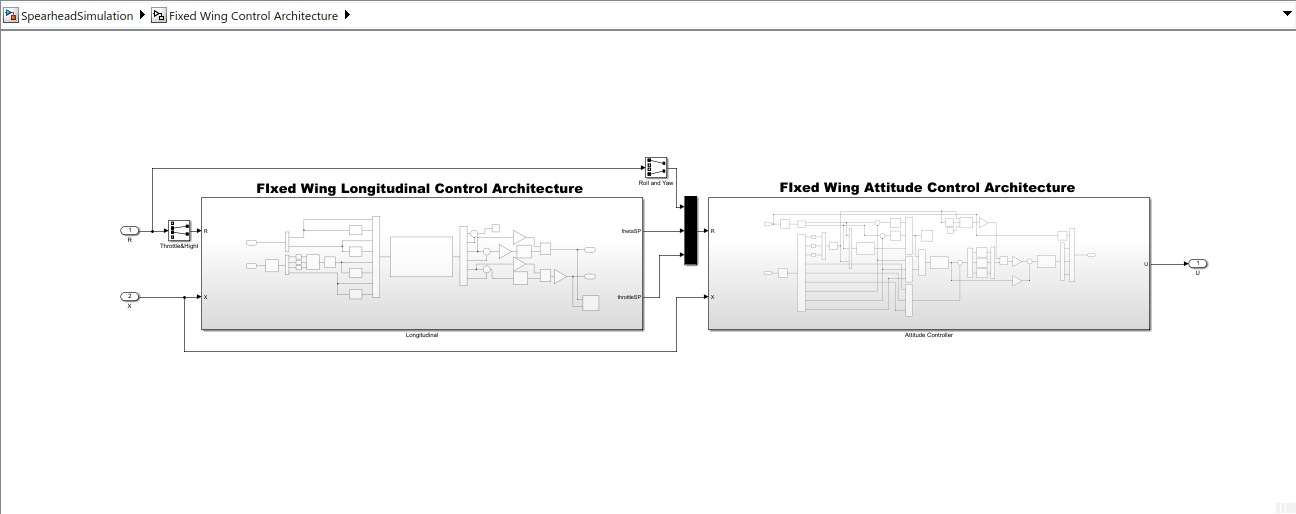 SpearheadSimulation Fixed Wing Control Architecture
Roll and Yaw
FIxed Wing Longitudinal Control Architecture
FIxed Wing Attitude Control Architecture
1
R
Throttle&Hight
R
thetaSP
R
2
X
X
throttleSP
X
U
1
U
Longitudinal
Attitude Controller